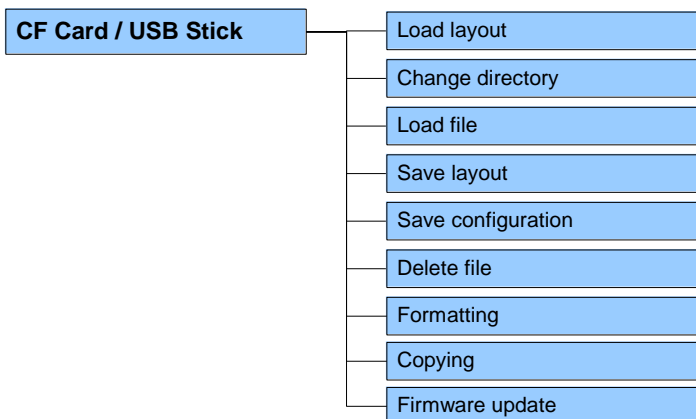 CF Card / USB Stick
Load layout
Change directory
Load file
Save layout
Save configuration
Delete file
Formatting
Copying
Firmware update